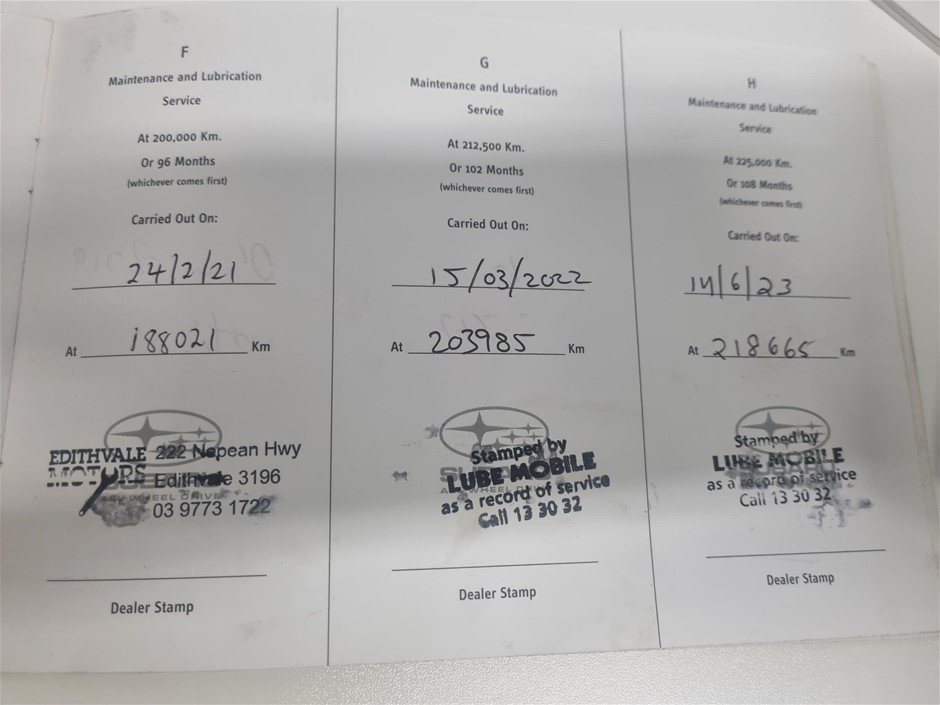 F
Maintenance and Lubrication
Service
At 200,000 Km.
Or 96 Months
(whichever comes first)
Carried Out On:
24/2/21
At 188021 Km
EDITHVALE 222 Nepean Hwy
MOTORS Edithvale 3196
WHEEL DRIVE
03 9773 1722
Dealer Stamp
G
Maintenance and Lubrication
Service
At 212,500 Km.
Or 102 Months
(whichever comes first)
Carried Out On:
15/03/2022
At 203985 Km
Stamped by
LUBE MOBILE
as a record of service
Call 13 30 32
Dealer Stamp
H
Maintenance and Lubrication
Service
At 225,000 Km.
Or 108 Months
(whichever comes first)
Carried Out On:
14/6/23
At 218665 Km
Stamped by
LUBE MOBILE
as a record of service
Call 13 30 32
Dealer Stamp